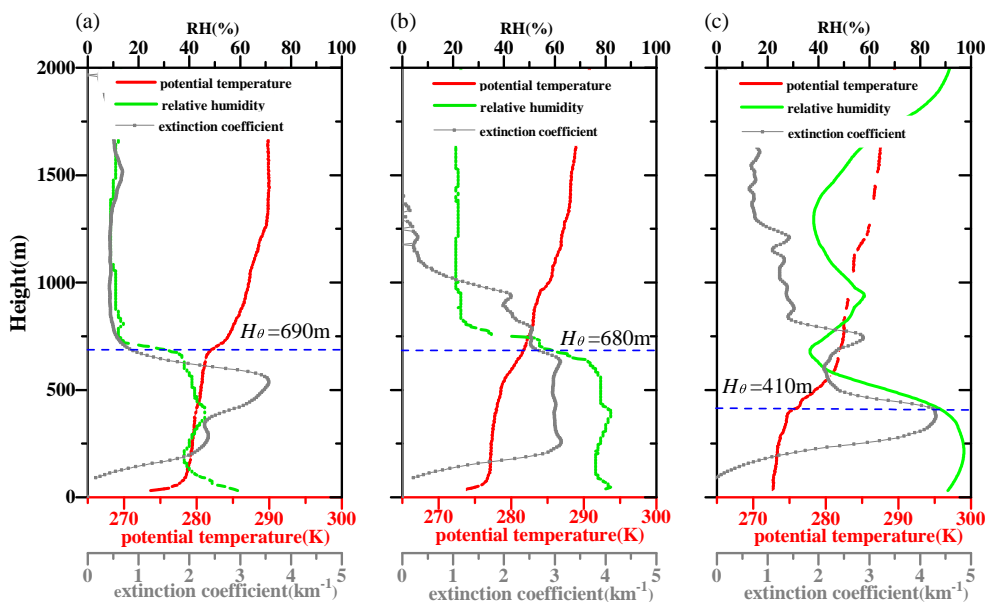 (a)
RH(%)
0 20 40 60 80 100
potential temperature
relative humidity
extinction coefficient
2000
1500
1000
500
0
Height(m)
Hθ=690m
270 280 290 300
potential temperature(K)
0 1 2 3 4 5
extinction coefficient(km-1)
(b)
RH(%)
0 20 40 60 80 100
potential temperature
relative humidity
extinction coefficient
Hθ=680m
270 280 290 300
potential temperature(K)
0 1 2 3 4 5
extinction coefficient(km-1)
(c)
RH(%)
0 20 40 60 80 100
potential temperature
relative humidity
extinction coefficient
Hθ=410m
270 280 290 300
potential temperature(K)
0 1 2 3 4 5
extinction coefficient(km-1)